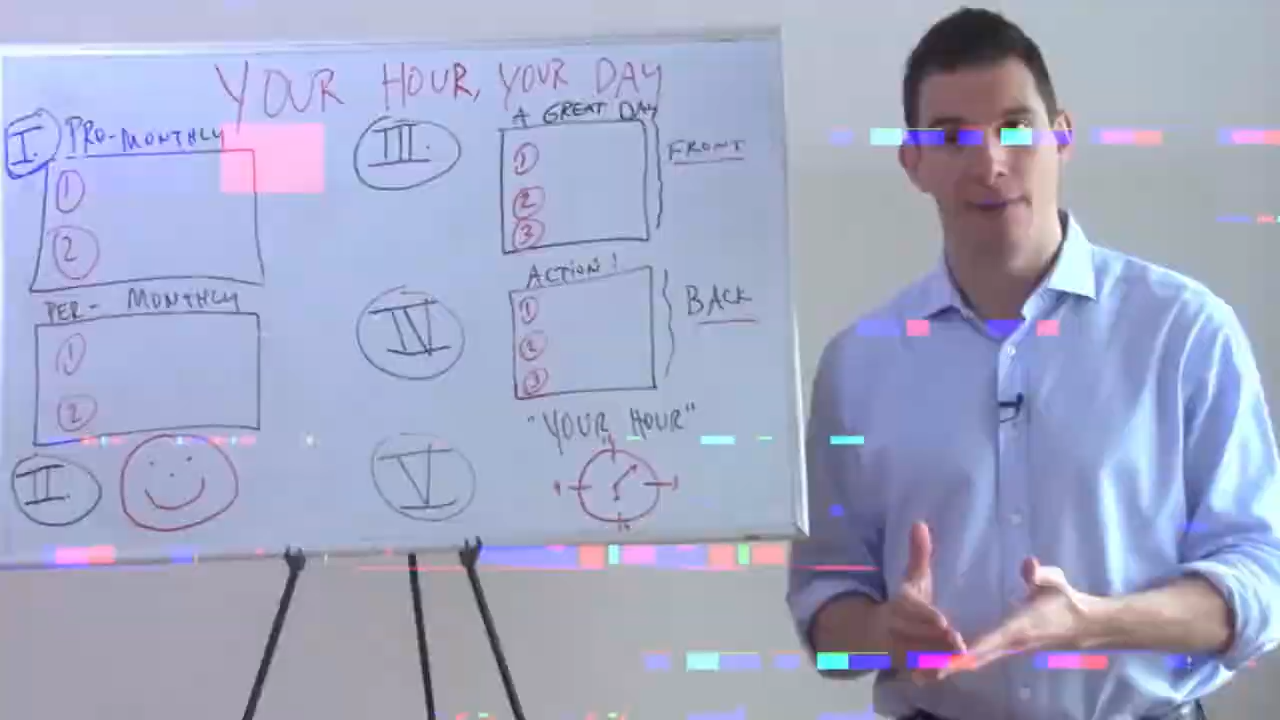 YOUR HOUR, YOUR DAY
I. PRO-MONTHLY
1
2
PER- MONTHLY
1
2
II.
III.
A GREAT DAY
1
2
3
FRONT
IV
ACTION!
1
2
3
BACK
V
"YOUR HOUR"